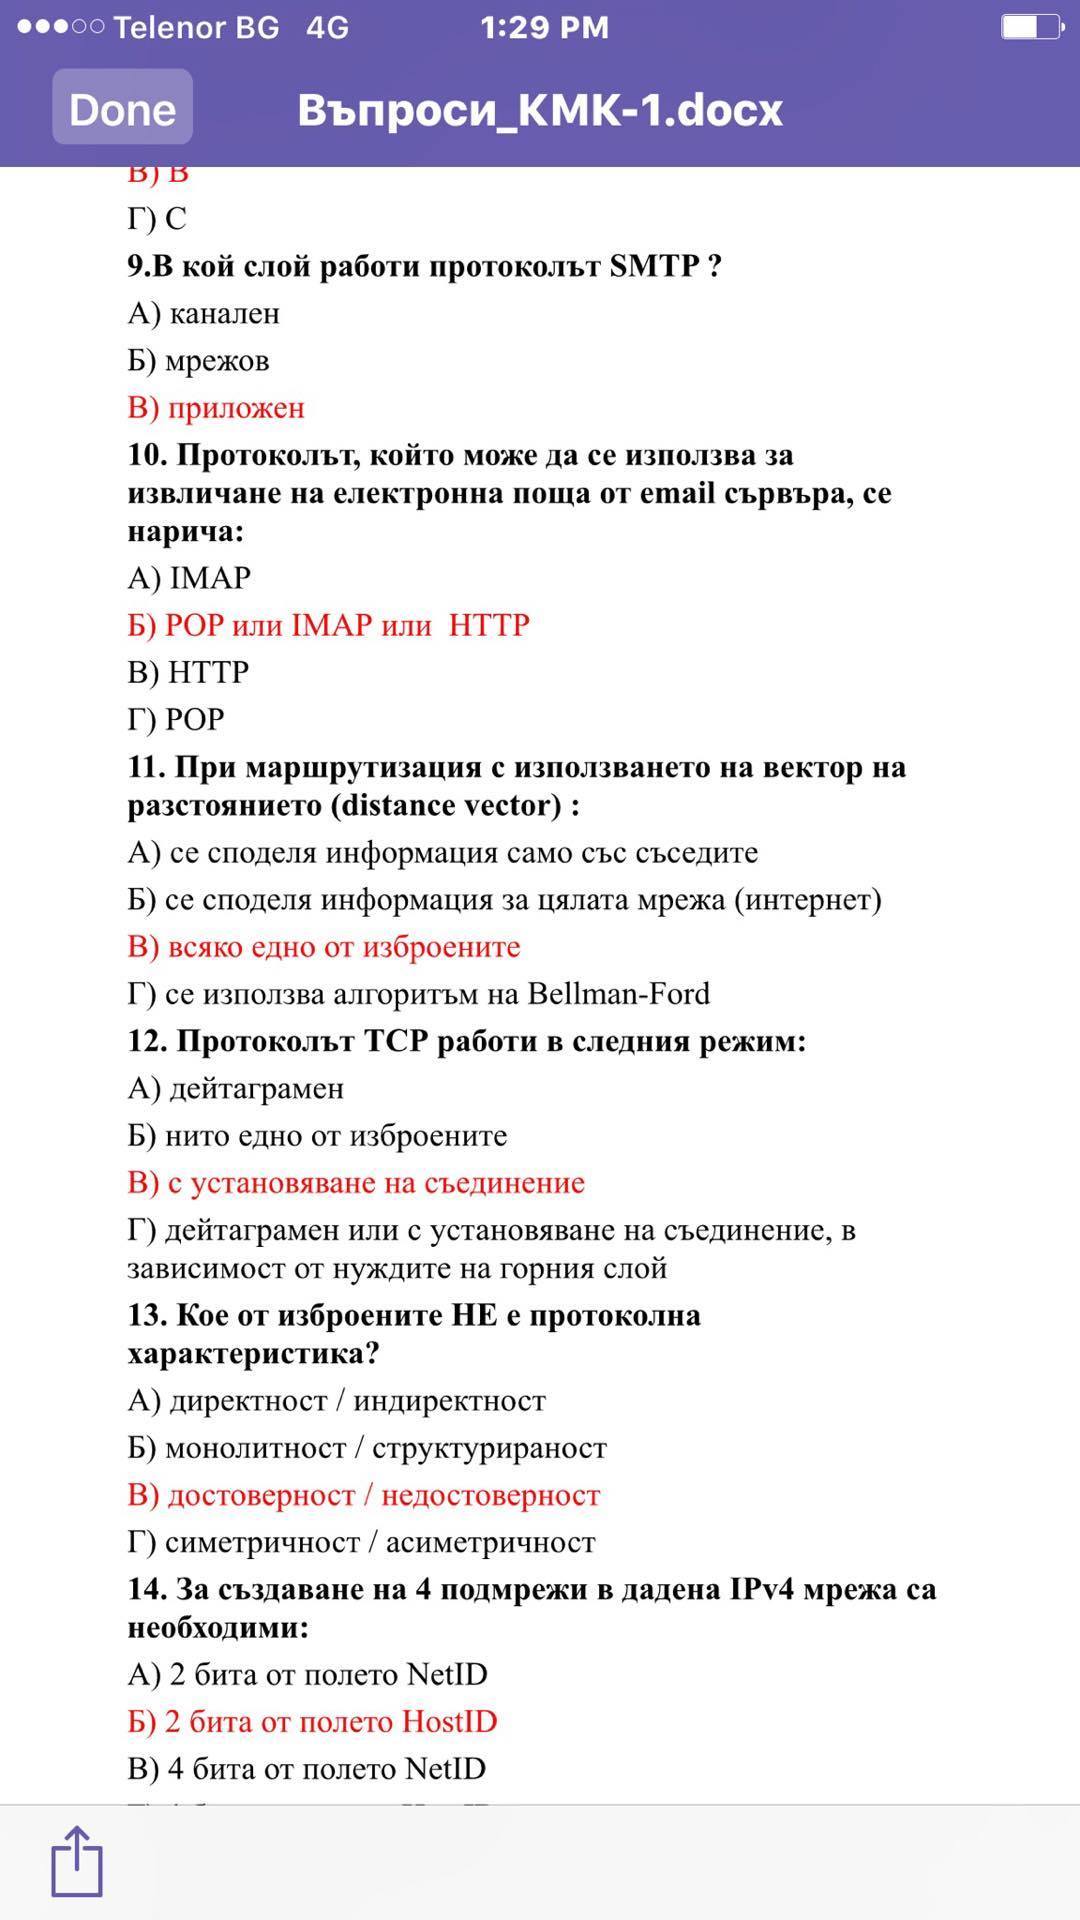 Telenor BG 4G 1:29 PM
Done Въпроси_КМК-1.docx
В) B
Г) C
9.В кой слой работи протоколът SMTP ?
А) канален
Б) мрежов
В) приложен
10. Протоколът, който може да се използва за
извличане на електронна поща от email сървъра, се
нарича:
А) IMAP
Б) POP или IMAP или HTTP
В) HTTP
Г) POP
11. При маршрутизация с използването на вектор на
разстоянието (distance vector) :
А) се споделя информация само със съседите
Б) се споделя информация за цялата мрежа (интернет)
В) всяко едно от изброените
Г) се използва алгоритъм на Bellman-Ford
12. Протоколът TCP работи в следния режим:
А) дейтаграмен
Б) нито едно от изброените
В) с установяване на съединение
Г) дейтаграмен или с установяване на съединение, в
зависимост от нуждите на горния слой
13. Кое от изброените НЕ е протоколна
характеристика?
А) директност / индиректност
Б) монолитност / структурираност
В) достоверност / недостоверност
Г) симетричност / асиметричност
14. За създаване на 4 подмрежи в дадена IPv4 мрежа са
необходими:
А) 2 бита от полето NetID
Б) 2 бита от полето HostID
В) 4 бита от полето NetID